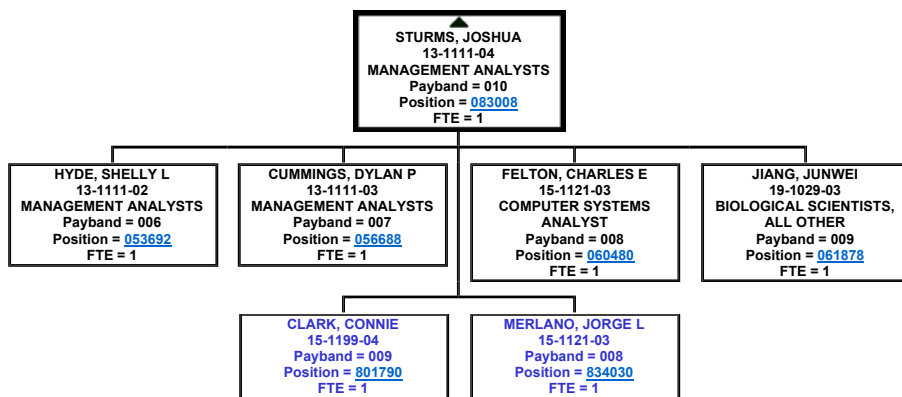 STURMS, JOSHUA
13-1111-04
MANAGEMENT ANALYSTS
Payband = 010
Position = 083008
FTE = 1
HYDE, SHELLY L
13-1111-02
MANAGEMENT ANALYSTS
Payband = 006
Position = 053692
FTE = 1
CUMMINGS, DYLAN P
13-1111-03
MANAGEMENT ANALYSTS
Payband = 007
Position = 056688
FTE = 1
FELTON, CHARLES E
15-1121-03
COMPUTER SYSTEMS
ANALYST
Payband = 008
Position = 060480
FTE = 1
JIANG, JUNWEI
19-1029-03
BIOLOGICAL SCIENTISTS,
ALL OTHER
Payband = 009
Position = 061878
FTE = 1
CLARK, CONNIE
15-1199-04
Payband = 009
Position = 801790
FTE = 1
MERLANO, JORGE L
15-1121-03
Payband = 008
Position = 834030
FTE = 1